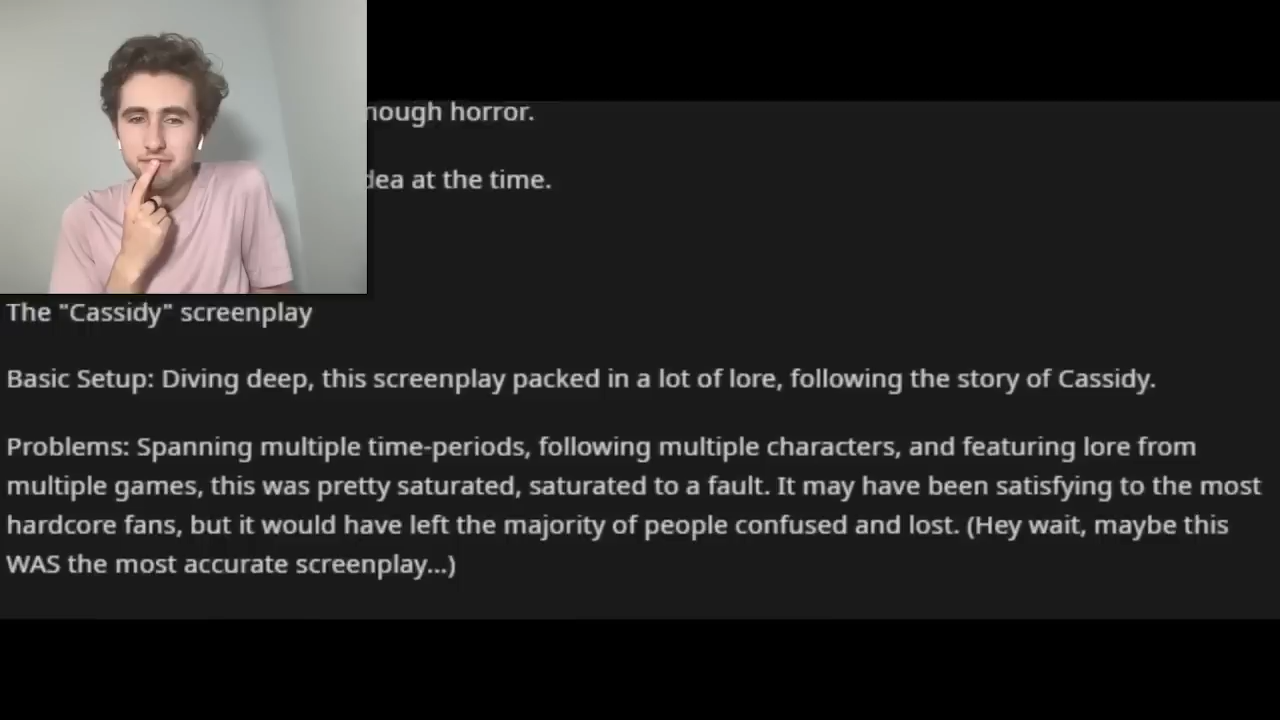 nough horror.
dea at the time.
The "Cassidy" screenplay
Basic Setup: Diving deep, this screenplay packed in a lot of lore, following the story of Cassidy.
Problems: Spanning multiple time-periods, following multiple characters, and featuring lore from
multiple games, this was pretty saturated, saturated to a fault. It may have been satisfying to the most
hardcore fans, but it would have left the majority of people confused and lost. (Hey wait, maybe this
WAS the most accurate screenplay...)